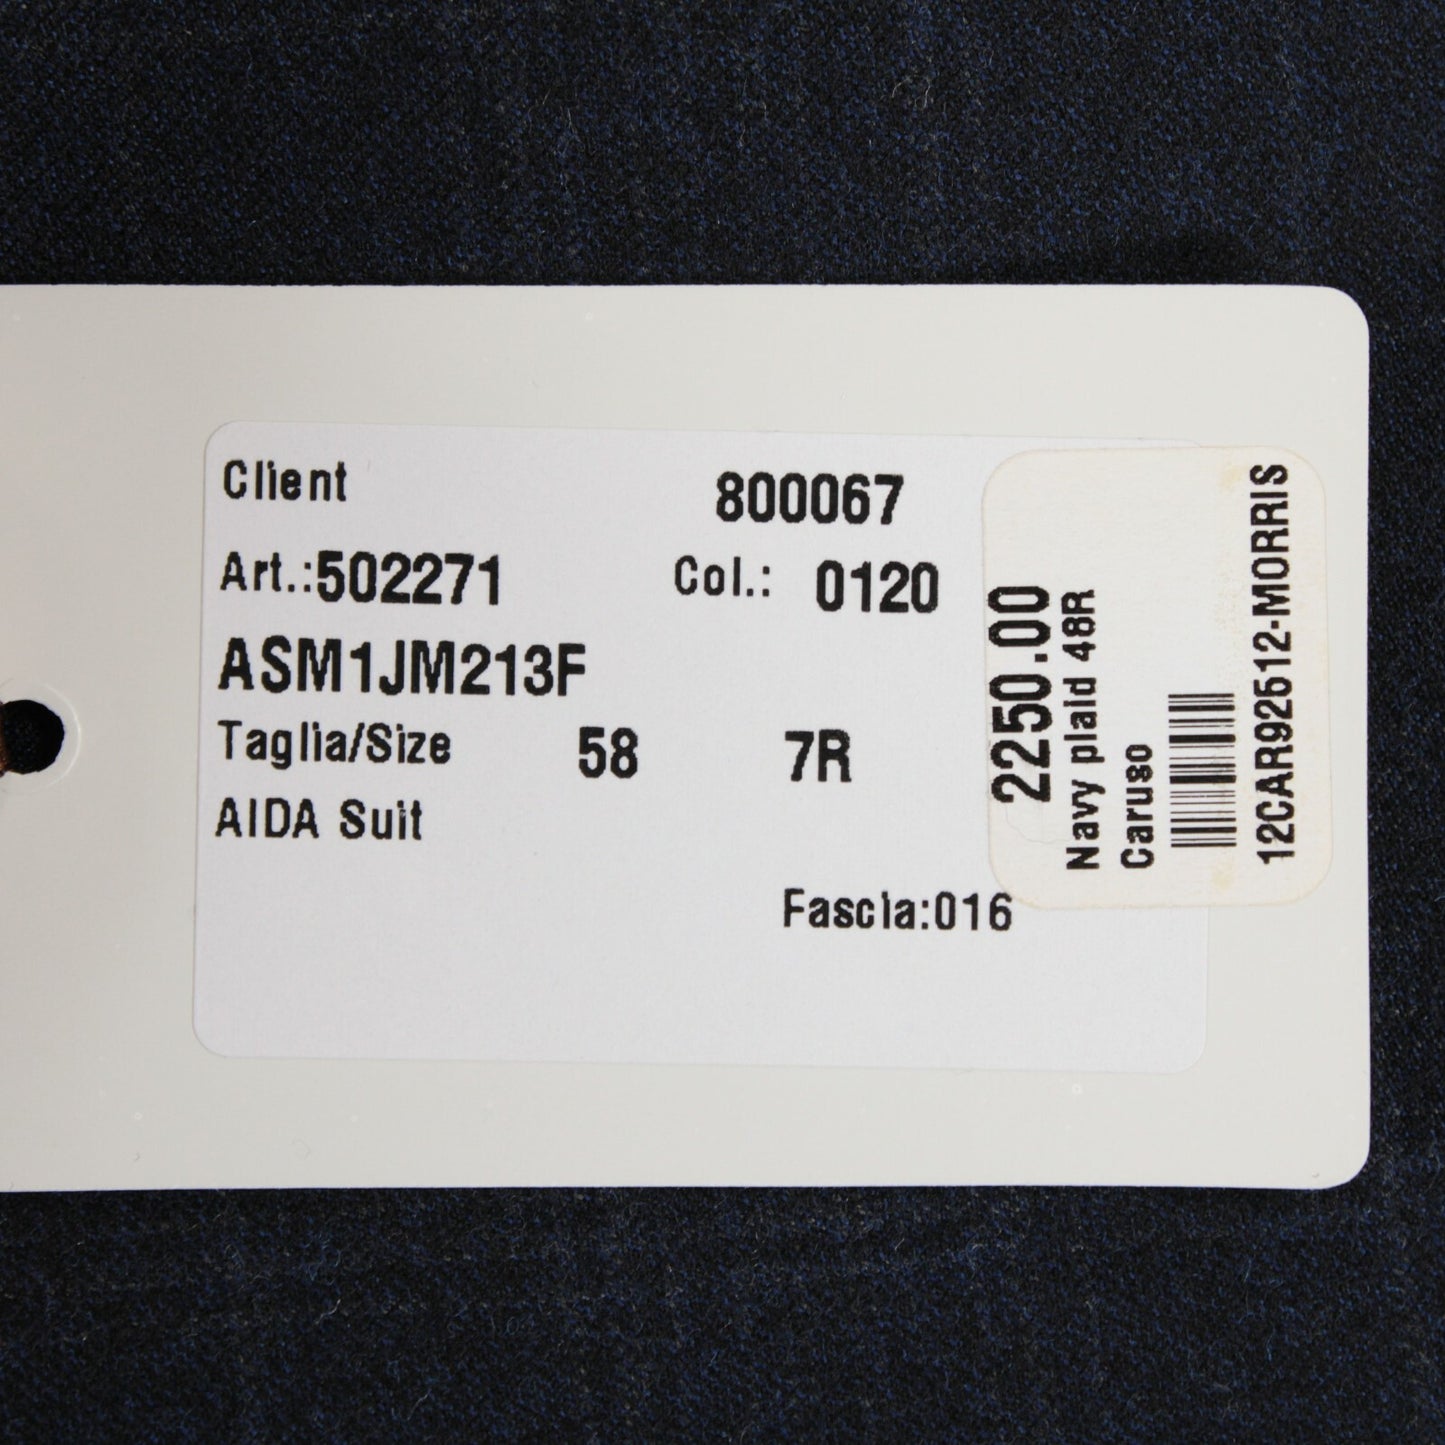 Client 800067
Art.:502271 Col.: 0120
ASM1JM213F
Taglia/Size 58 7R
AIDA Suit
Fascia:016
2250.00
Navy plaid 48R
Caruso
12CAR92512-MORRIS